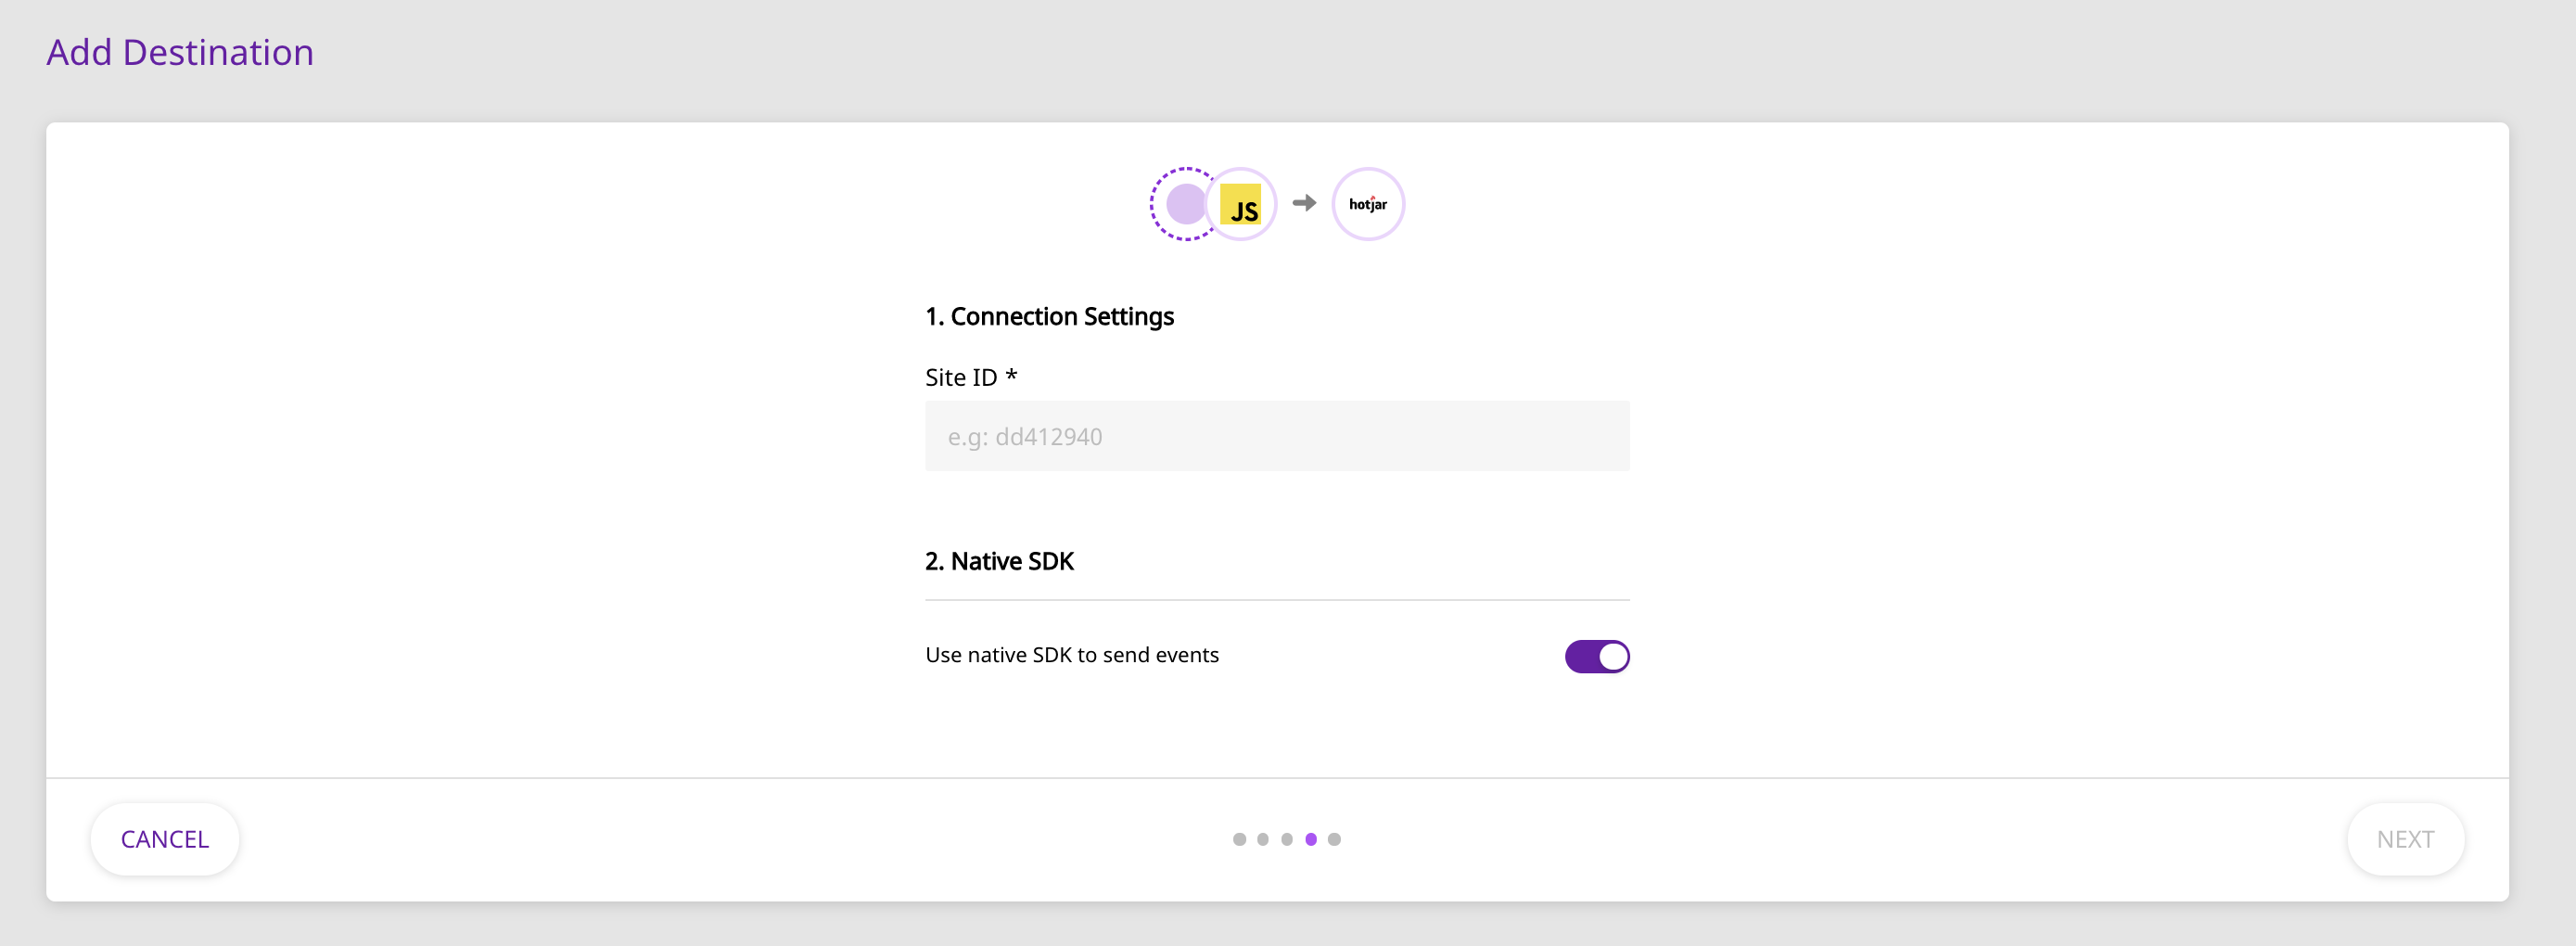 Add Destination
JS
hotjar
1. Connection Settings
Site ID *
e.g: dd412940
2. Native SDK
Use native SDK to send events
CANCEL
NEXT